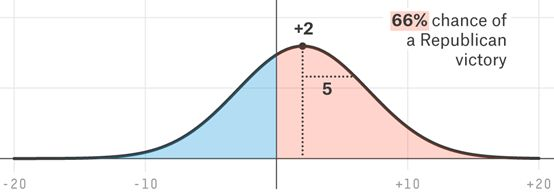 66% chance of
a Republican
victory
+2
5
-20
-10
+10
+20